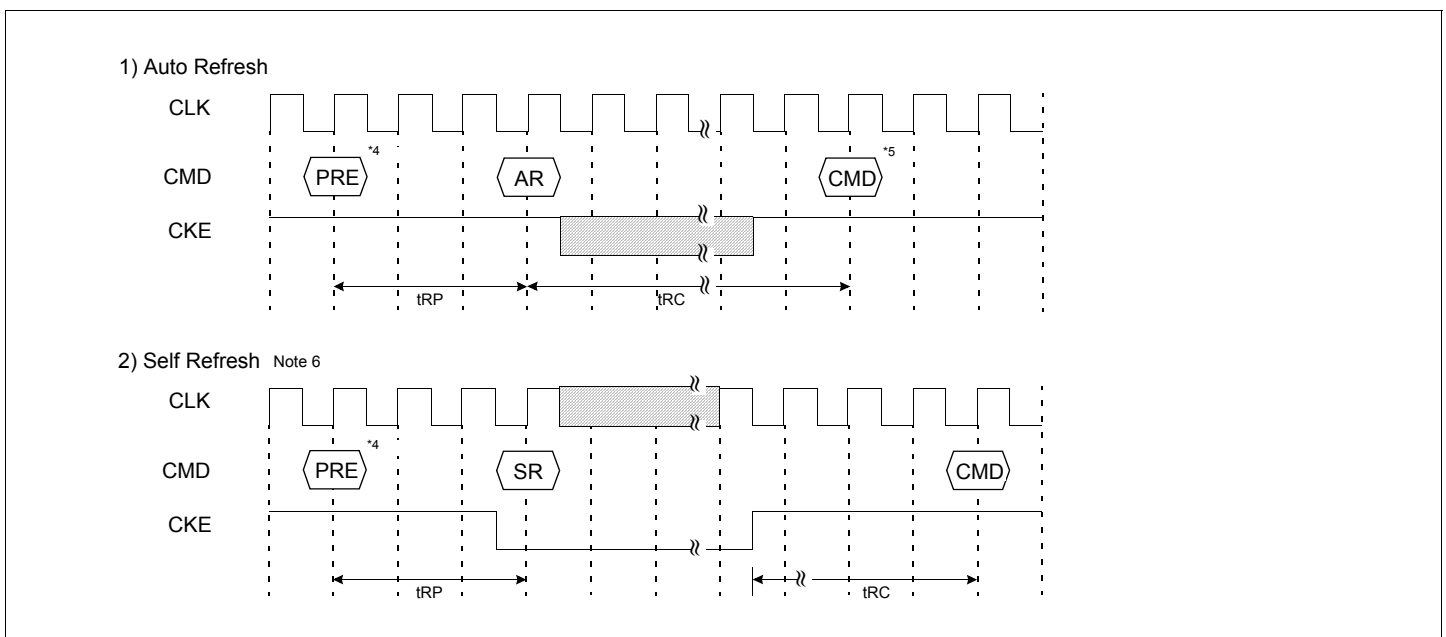 1) Auto Refresh
CLK
CMD PRE *4 AR CMD *5
CKE
tRP tRC
2) Self Refresh Note 6
CLK
CMD PRE *4 SR CMD
CKE
tRP tRC